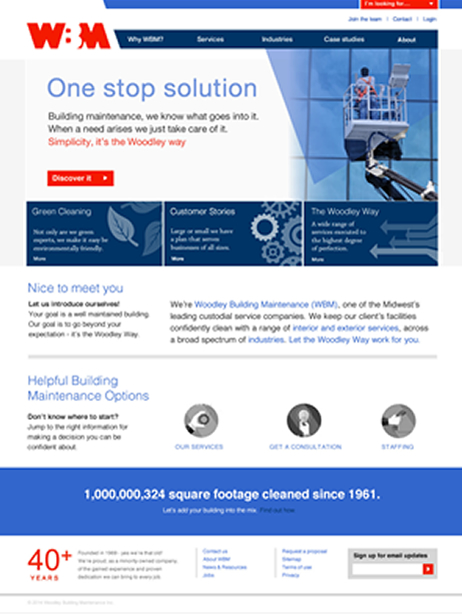 I'm looking for...
Join the team | Contact | Login
WBM
Why WBM? Services Industries Case studies About
One stop solution
Building maintenance, we know what goes into it.
When a need arises we just take care of it.
Simplicity, it's the Woodley way
Discover it
Green Cleaning
Not only are we green
experts, we make it easy be
environmentally friendly.
More
Customer Stories
Large or small we have
a plan that serves
businesses of all sizes.
More
The Woodley Way
A wide range of
services executed to
the highest degree
of perfection.
More
Nice to meet you
Let us introduce ourselves!
Your goal is a well maintained building.
Our goal is to go beyond your
expectation - it's the Woodley Way.
We're Woodley Building Maintenance (WBM), one of the Midwest's
leading custodial service companies. We keep our client's facilities
confidently clean with a range of interior and exterior services, across
a broad spectrum of industries. Let the Woodley Way work for you.
Helpful Building
Maintenance Options
Don't know where to start?
Jump to the right information for
making a decision you can be
confident about.
OUR SERVICES
GET A CONSULTATION
STAFFING
1,000,000,324 square footage cleaned since 1961.
Let's add your building into the mix. Find out how.
40+
YEARS
Founded in 1969 - yes we're that old!
We're proud, as a minority owned company,
of the gained experience and proven
dedication we can bring to every job.
Contact us
About WBM
News & Resources
Jobs
Request a proposal
Sitemap
Terms of use
Privacy
Sign up for email updates
Woodley Building Maintenance Inc.